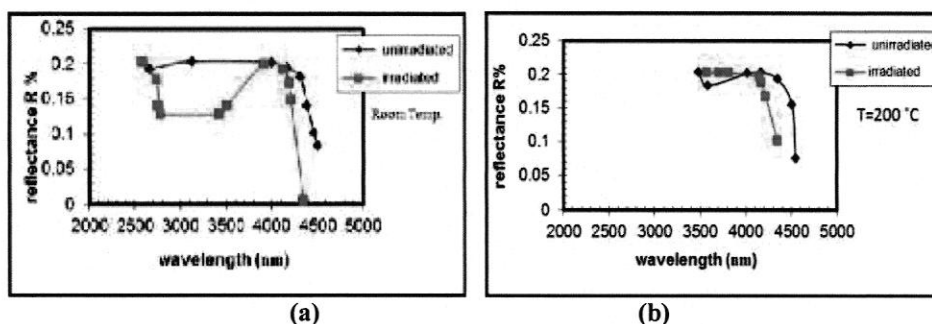 0.25
0.2
0.15
0.1
0.05
0
reflectance R %
2000 2500 3000 3500 4000 4500 5000
wavelength (nm)
unirradiated
irradiated
Room Temp.
(a)
0.25
0.2
0.15
0.1
0.05
0
reflectance R%
2000 2500 3000 3500 4000 4500 5000
wavelength (nm)
unirradiated
irradiated
T=200 °C
(b)